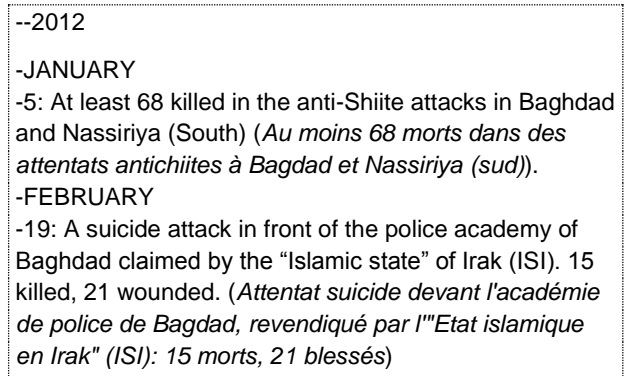 --2012
-JANUARY
-5: At least 68 killed in the anti-Shiite attacks in Baghdad
and Nassiriya (South) (Au moins 68 morts dans des
attentats antichiites à Bagdad et Nassiriya (sud)).
-FEBRUARY
-19: A suicide attack in front of the police academy of
Baghdad claimed by the “Islamic state” of Irak (ISI). 15
killed, 21 wounded. (Attentat suicide devant l'académie
de police de Bagdad, revendiqué par l'"Etat islamique
en Irak" (ISI): 15 morts, 21 blessés)